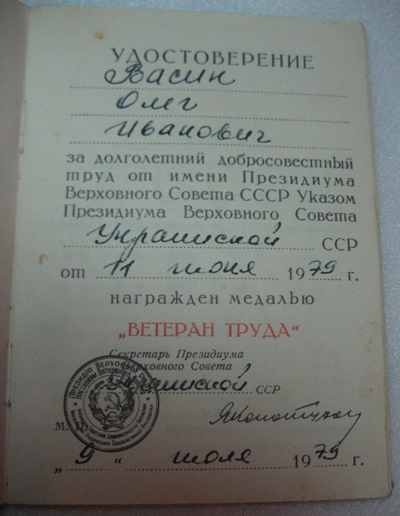 УДОСТОВЕРЕНИЕ
Васин
Олег
Иванович
за долголетний добросовестный
труд от имени Президиума
Верховного Совета СССР Указом
Президиума Верховного Совета
Украинской ССР
от 11 июня 1979 г.
награжден медалью
„ВЕТЕРАН ТРУДА“
Секретарь Президиума
Верховного Совета
Украинской ССР
М. П.
„ 9 “ июля 1979 г.